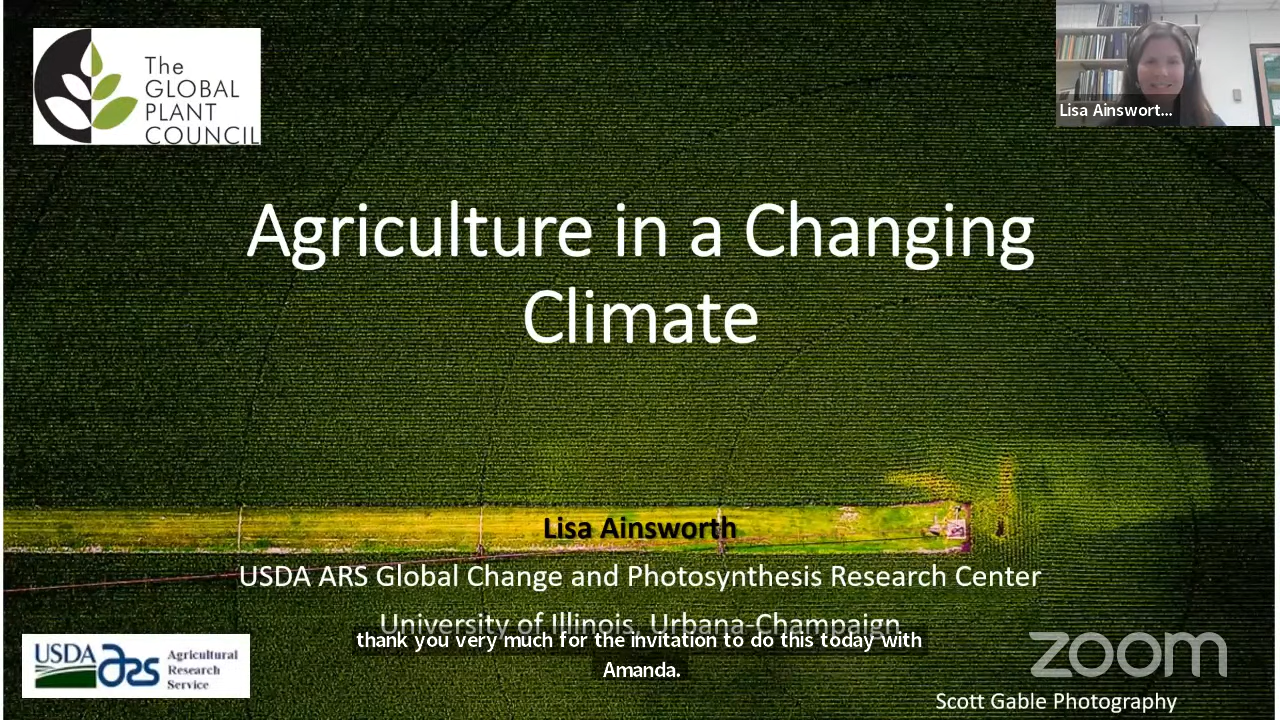 The
GLOBAL
PLANT
COUNCIL
Lisa Ainswort...
Agriculture in a Changing
Climate
Lisa Ainsworth
USDA ARS Global Change and Photosynthesis Research Center
University of Illinois, Urbana-Champaign
thank you very much for the invitation to do this today with
Amanda.
USDA ars Agricultural
Research
Service
zoom
Scott Gable Photography